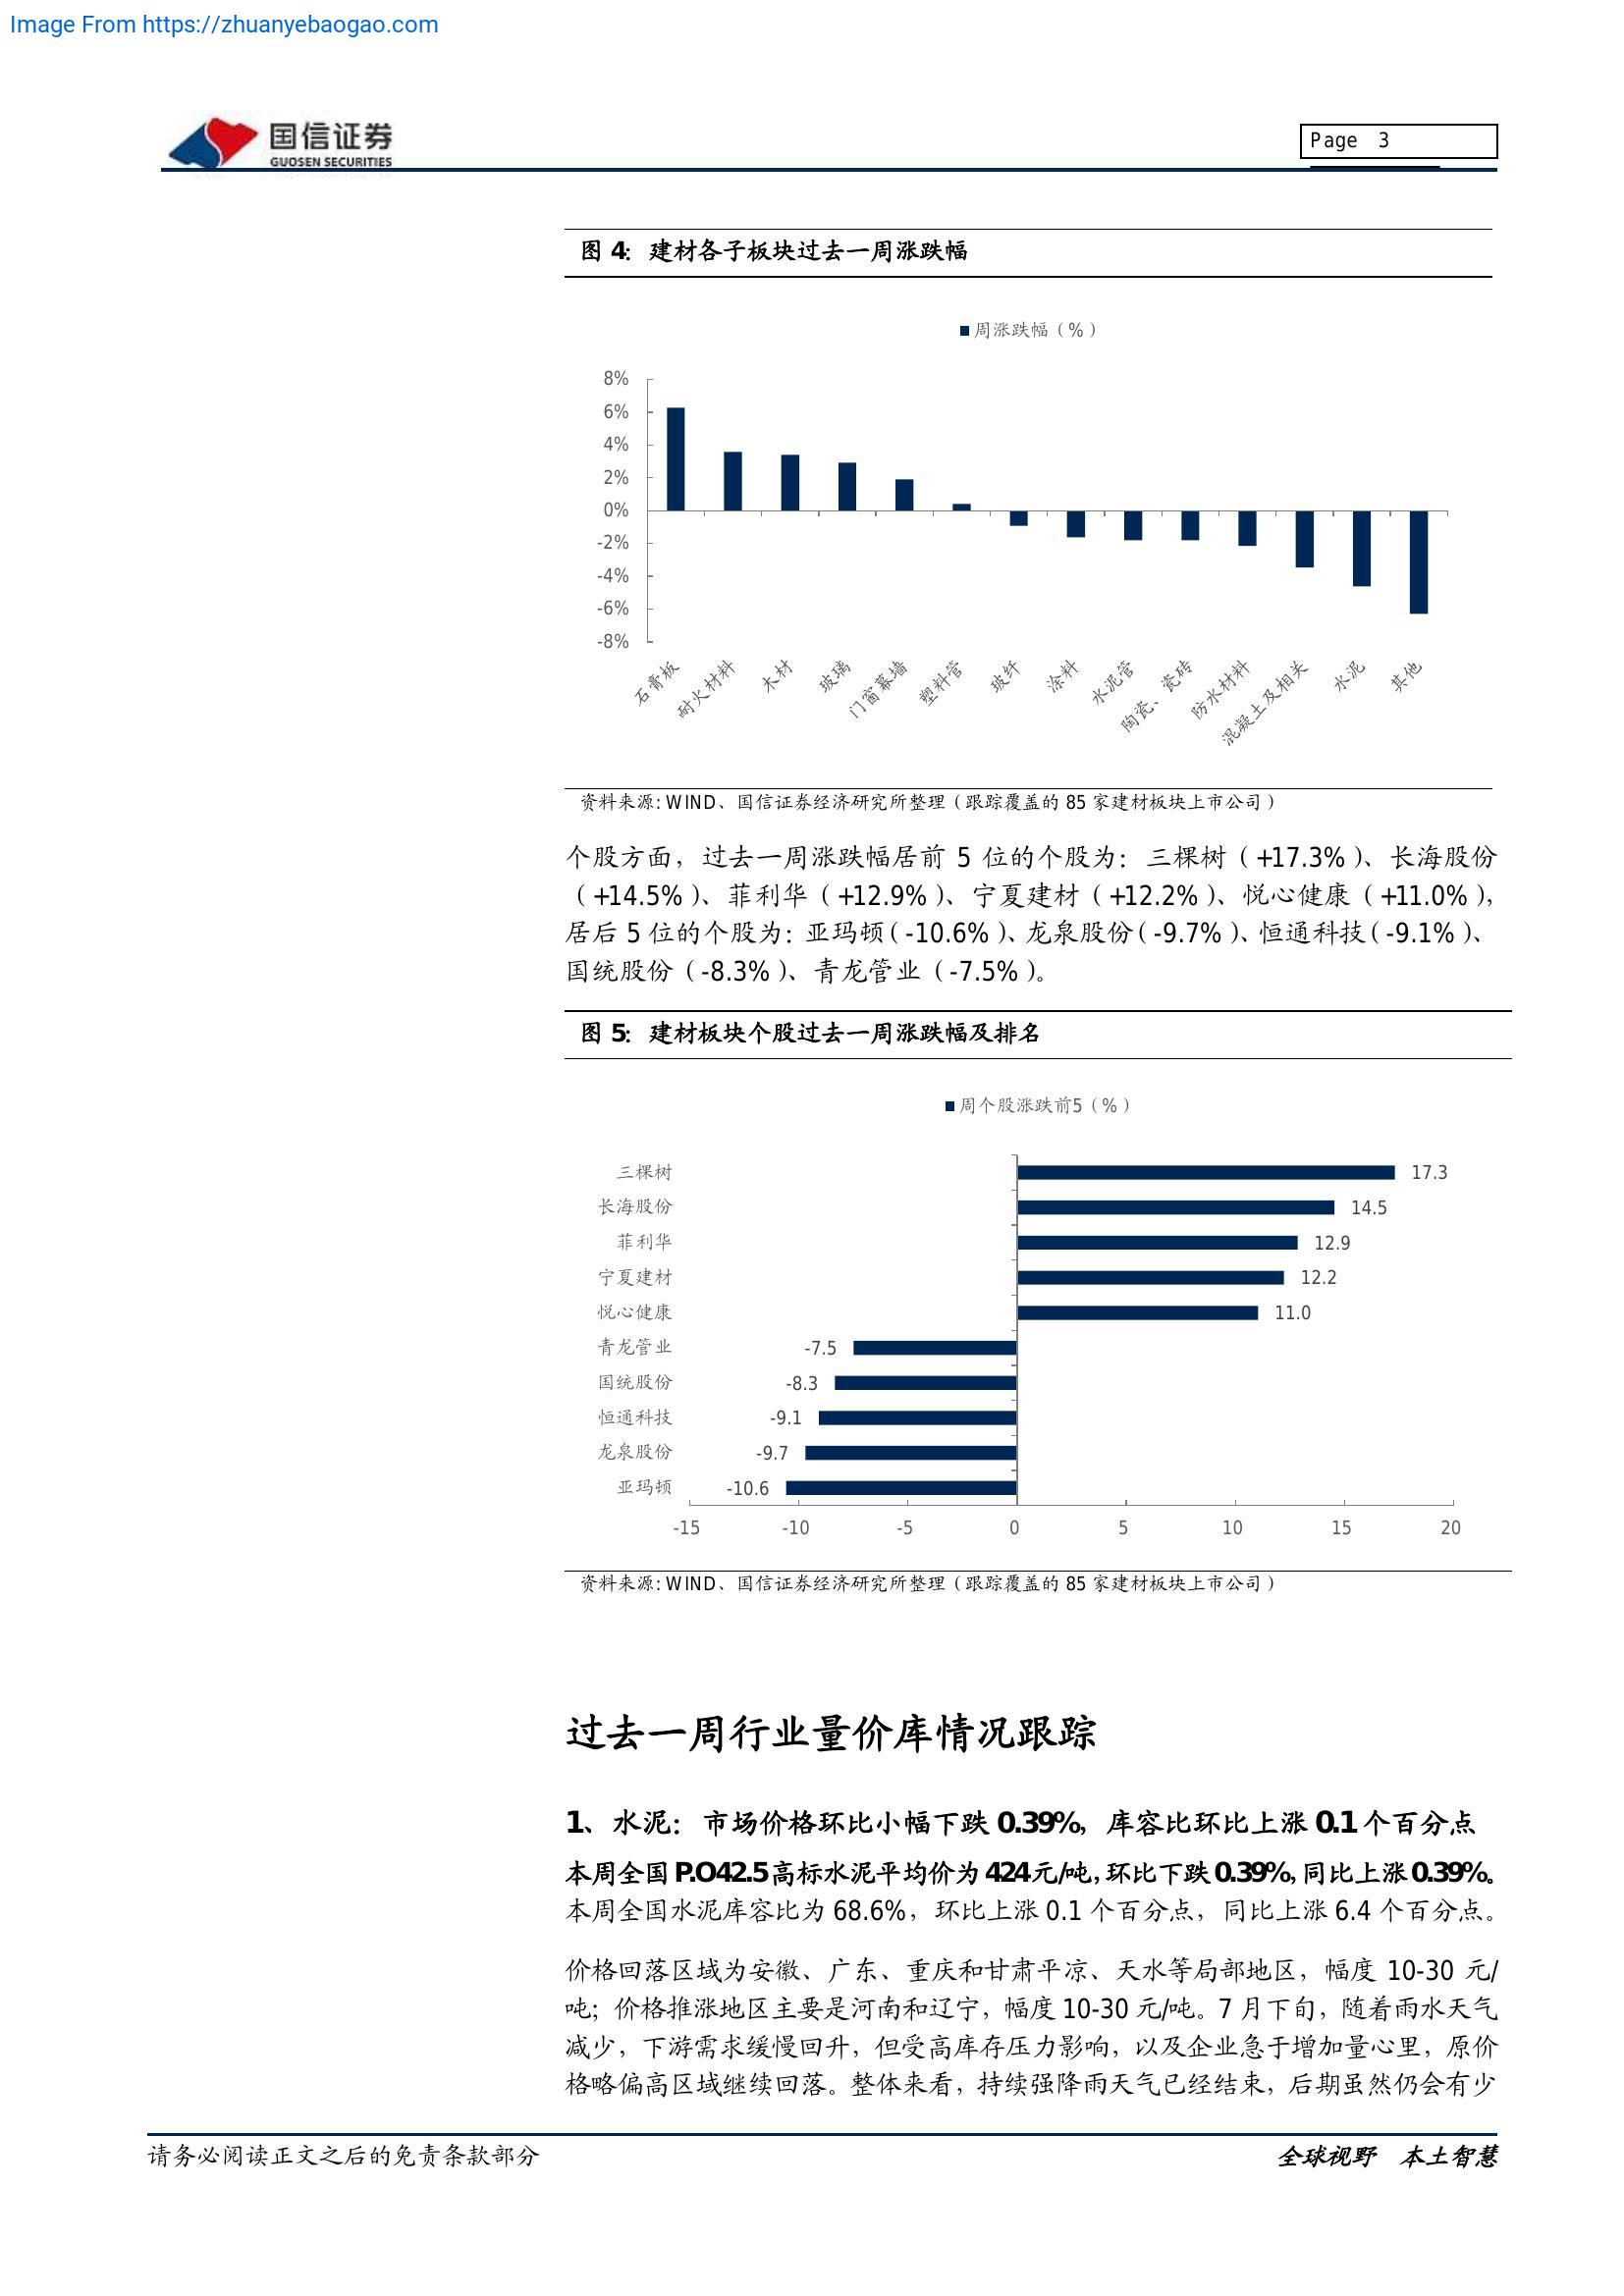 Image From https://zhuanyebaogao.com
国信证券
GUOSEN SECURITIES
Page 3
图 4: 建材各子板块过去一周涨跌幅
周涨跌幅（%）
8%
6%
4%
2%
0%
-2%
-4%
-6%
-8%
石膏板
耐火材料
木材
玻璃
门窗幕墙
塑料管
玻纤
涂料
水泥管
陶瓷、瓷砖
防水材料
混凝土及相关
水泥
其他
资料来源: WIND、国信证券经济研究所整理（跟踪覆盖的 85 家建材板块上市公司）
个股方面，过去一周涨跌幅居前 5 位的个股为：三棵树（+17.3%）、长海股份
（+14.5%）、菲利华（+12.9%）、宁夏建材（+12.2%）、悦心健康（+11.0%），
居后 5 位的个股为：亚玛顿（-10.6%）、龙泉股份（-9.7%）、恒通科技（-9.1%）、
国统股份（-8.3%）、青龙管业（-7.5%）。
图 5: 建材板块个股过去一周涨跌幅及排名
周个股涨跌前5（%）
三棵树 17.3
长海股份 14.5
菲利华 12.9
宁夏建材 12.2
悦心健康 11.0
青龙管业 -7.5
国统股份 -8.3
恒通科技 -9.1
龙泉股份 -9.7
亚玛顿 -10.6
-15 -10 -5 0 5 10 15 20
资料来源: WIND、国信证券经济研究所整理（跟踪覆盖的 85 家建材板块上市公司）
过去一周行业量价库情况跟踪
1、水泥：市场价格环比小幅下跌 0.39%，库容比环比上涨 0.1 个百分点
本周全国 P.O42.5 高标水泥平均价为 424 元/吨，环比下跌 0.39%，同比上涨 0.39%。
本周全国水泥库容比为 68.6%，环比上涨 0.1 个百分点，同比上涨 6.4 个百分点。
价格回落区域为安徽、广东、重庆和甘肃平凉、天水等局部地区，幅度 10-30 元/
吨；价格推涨地区主要是河南和辽宁，幅度 10-30 元/吨。7 月下旬，随着雨水天气
减少，下游需求缓慢回升，但受高库存压力影响，以及企业急于增加量心里，原价
格略偏高区域继续回落。整体来看，持续强降雨天气已经结束，后期虽然仍会有少
请务必阅读正文之后的免责条款部分
全球视野 本土智慧